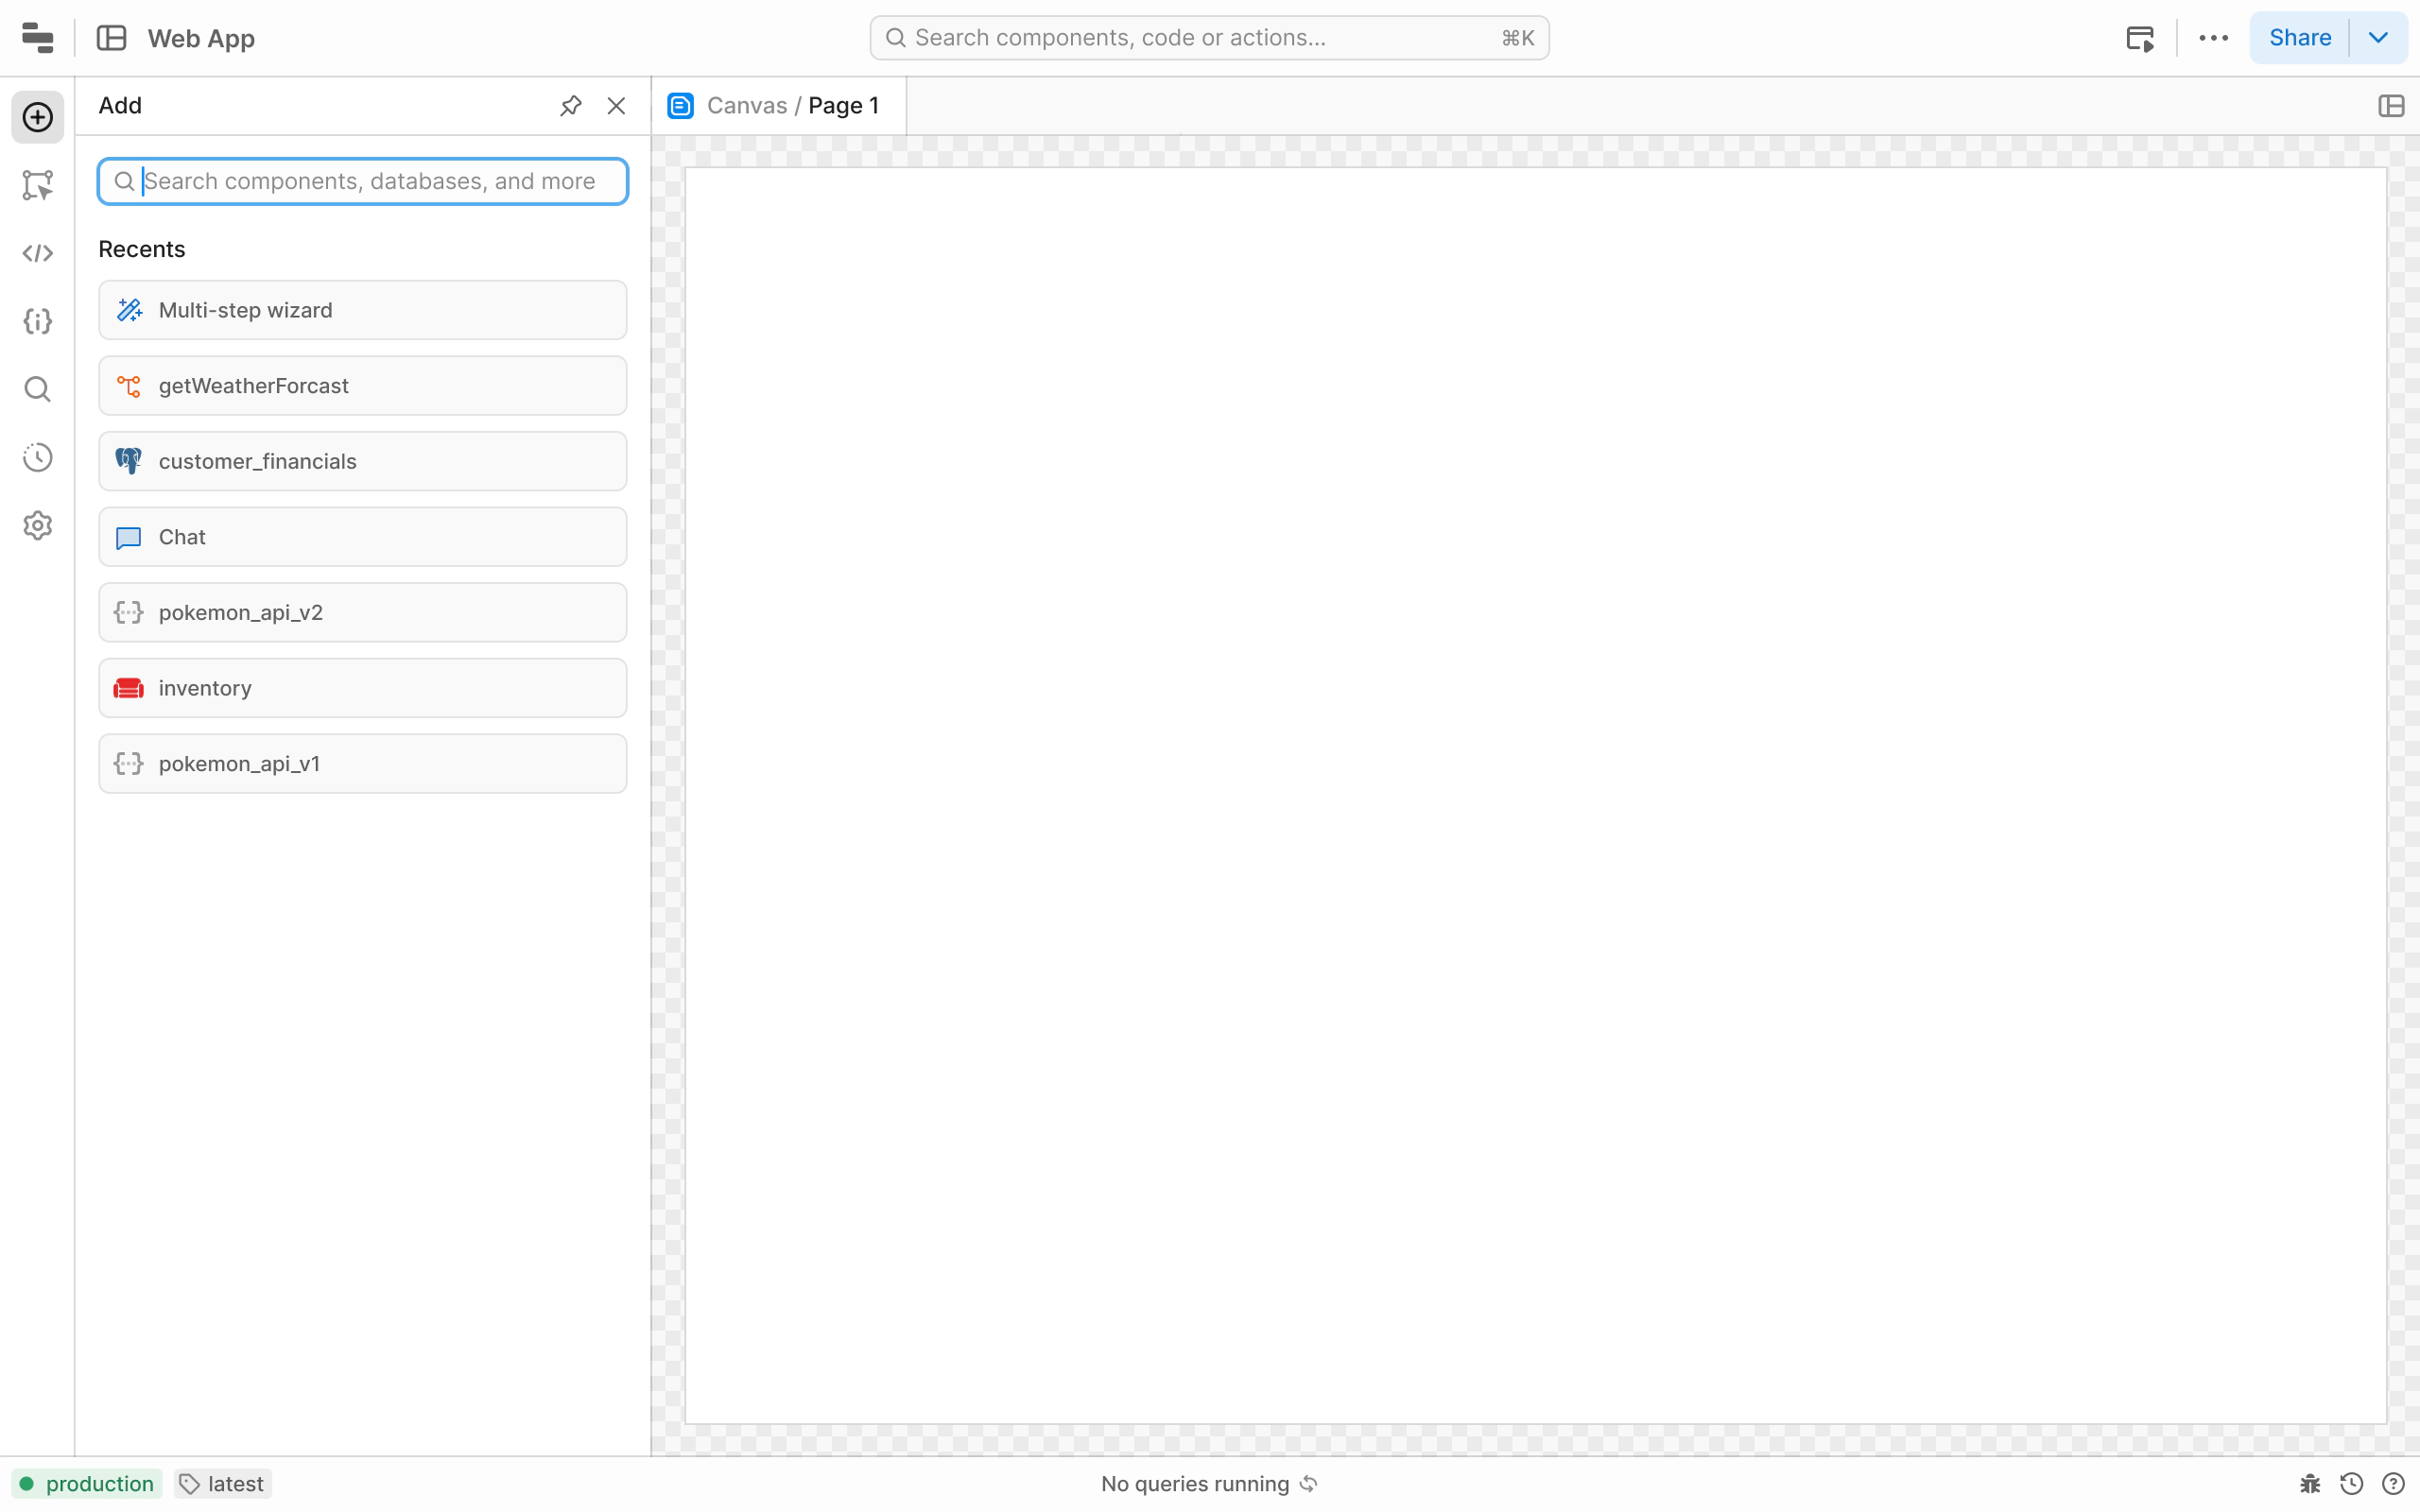 Web App
Search components, code or actions... ⌘K
Share
Add
Canvas / Page 1
Search components, databases, and more
Recents
Multi-step wizard
getWeatherForcast
customer_financials
Chat
pokemon_api_v2
inventory
pokemon_api_v1
production
latest
No queries running